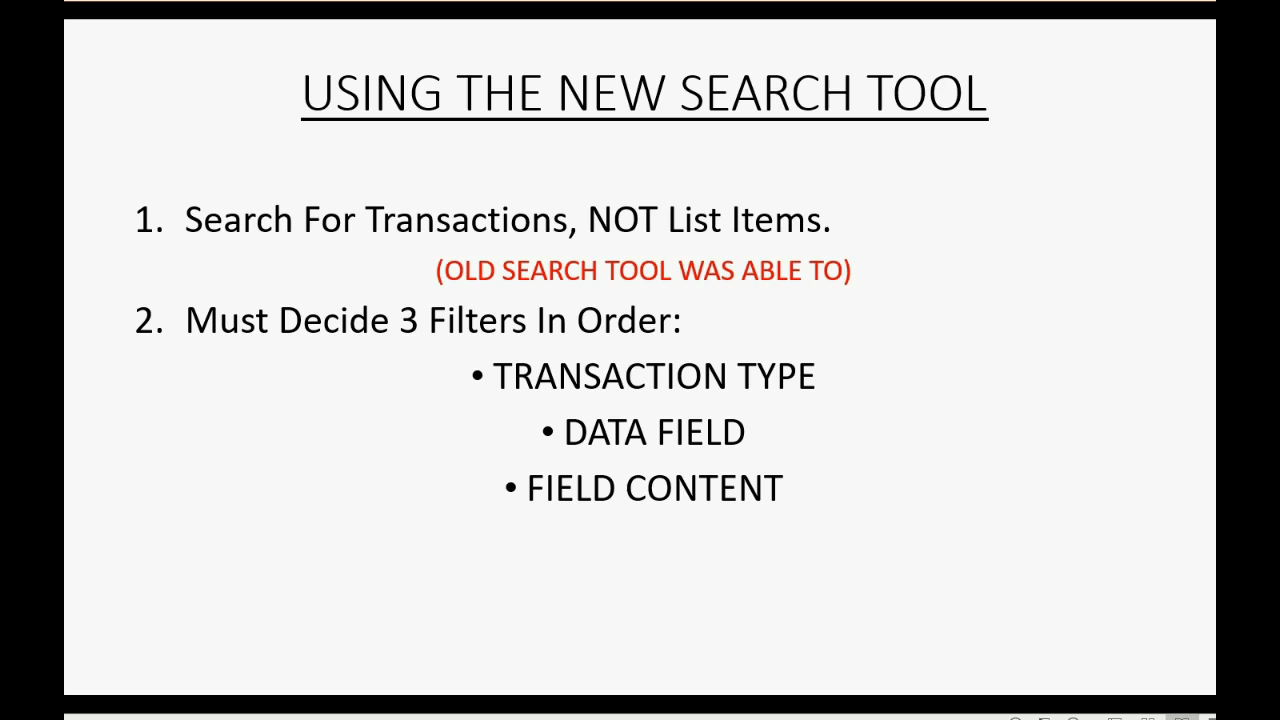 USING THE NEW SEARCH TOOL
1. Search For Transactions, NOT List Items.
(OLD SEARCH TOOL WAS ABLE TO)
2. Must Decide 3 Filters In Order:
• TRANSACTION TYPE
• DATA FIELD
• FIELD CONTENT